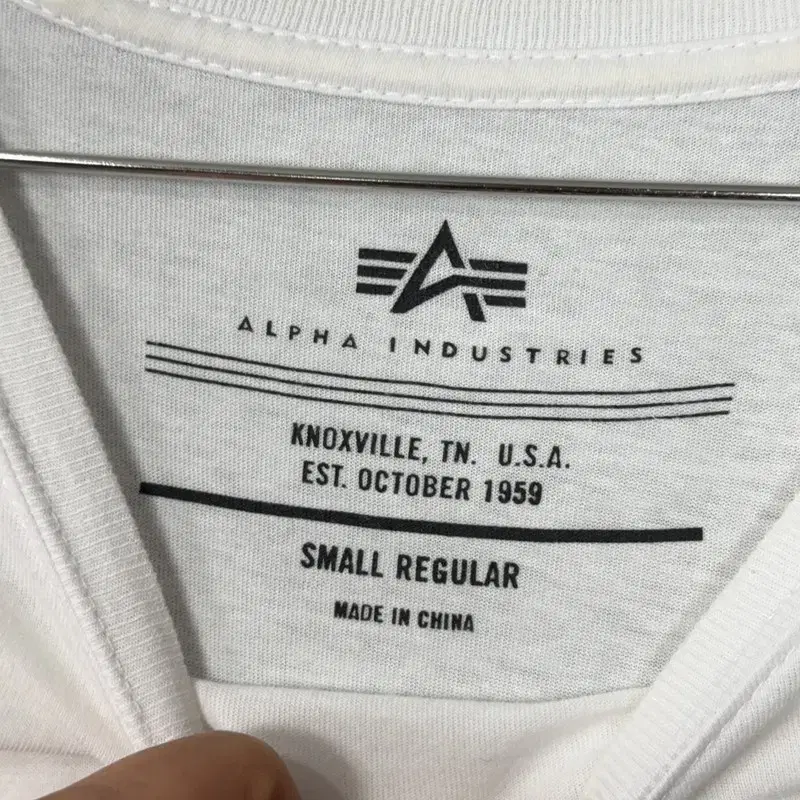 ALPHA INDUSTRIES
KNOXVILLE, TN. U.S.A.
EST. OCTOBER 1959
SMALL REGULAR
MADE IN CHINA